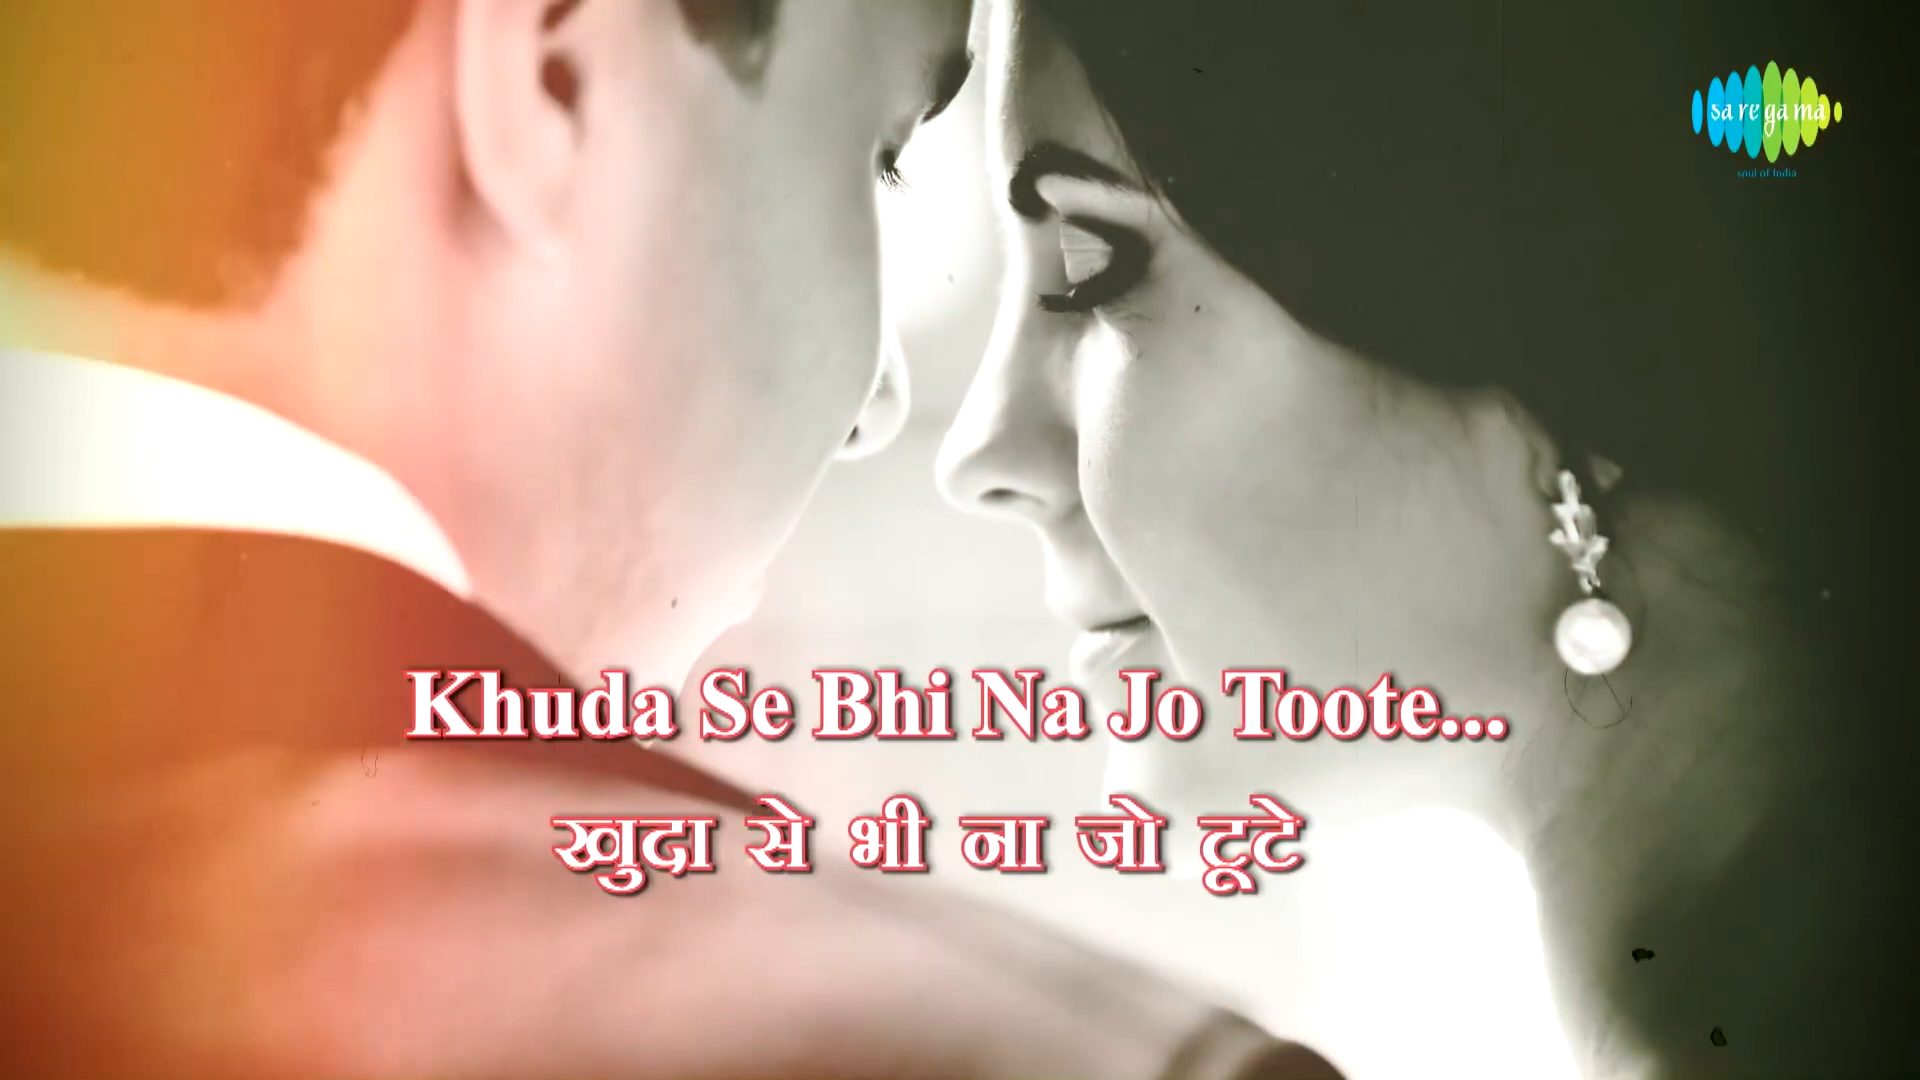 sa re ga ma
soul of India
Khuda Se Bhi Na Jo Toote...
खुदा से भी ना जो टूटे